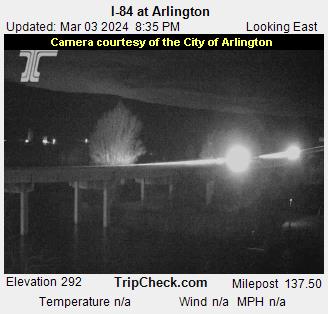 I-84 at Arlington
Updated: Mar 03 2024 8:35 PM Looking East
Camera courtesy of the City of Arlington
Elevation 292 TripCheck.com Milepost 137.50
Temperature n/a Wind n/a MPH n/a